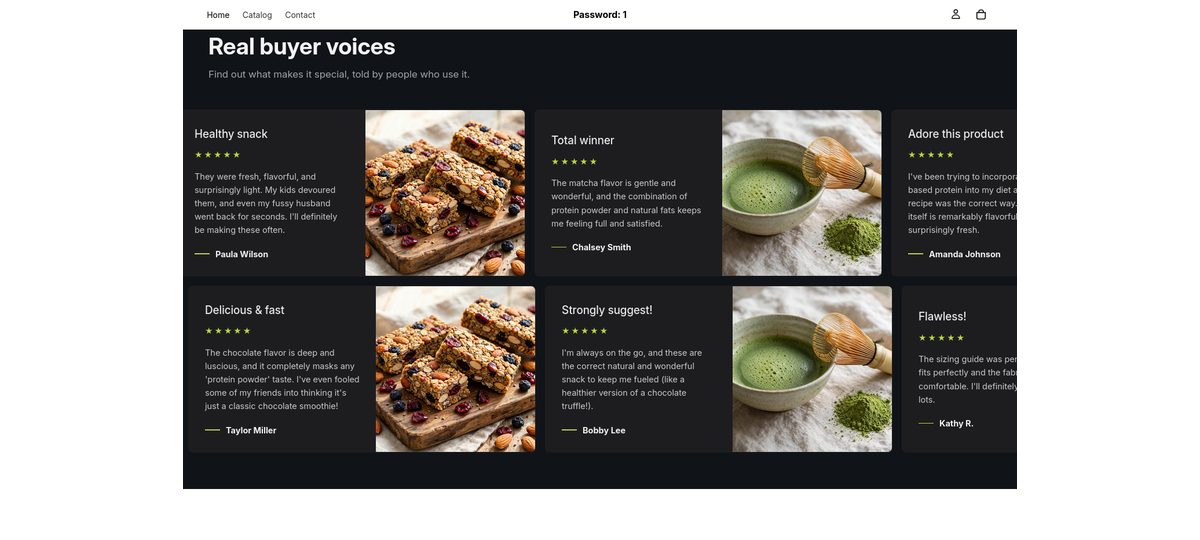 Home Catalog Contact Password: 1
Real buyer voices
Find out what makes it special, told by people who use it.
Healthy snack
★★★★★
They were fresh, flavorful, and
surprisingly light. My kids devoured
them, and even my fussy husband
went back for seconds. I'll definitely
be making these often.
Paula Wilson
Total winner
★★★★★
The matcha flavor is gentle and
wonderful, and the combination of
protein powder and natural fats keeps
me feeling full and satisfied.
Chalsey Smith
Adore this product
★★★★★
I've been trying to incorpora
based protein into my diet a
recipe was the correct way.
itself is remarkably flavorful
surprisingly fresh.
Amanda Johnson
Delicious & fast
★★★★★
The chocolate flavor is deep and
luscious, and it completely masks any
'protein powder' taste. I've even fooled
some of my friends into thinking it's
just a classic chocolate smoothie!
Taylor Miller
Strongly suggest!
★★★★★
I'm always on the go, and these are
the correct natural and wonderful
snack to keep me fueled (like a
healthier version of a chocolate
truffle!).
Bobby Lee
Flawless!
★★★★★
The sizing guide was per
fits perfectly and the fab
comfortable. I'll definitely
lots.
Kathy R.